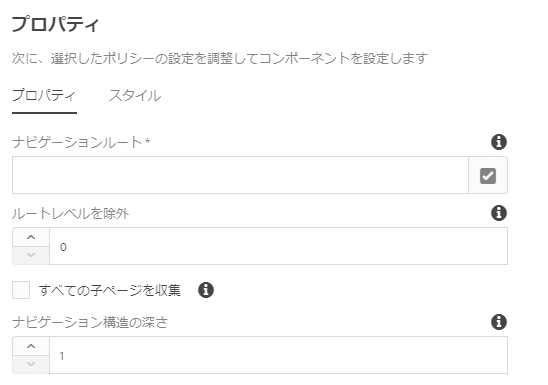 プロパティ
次に、選択したポリシーの設定を調整してコンポーネントを設定します
プロパティ スタイル
ナビゲーションルート *
ルートレベルを除外
0
すべての子ページを収集
ナビゲーション構造の深さ
1